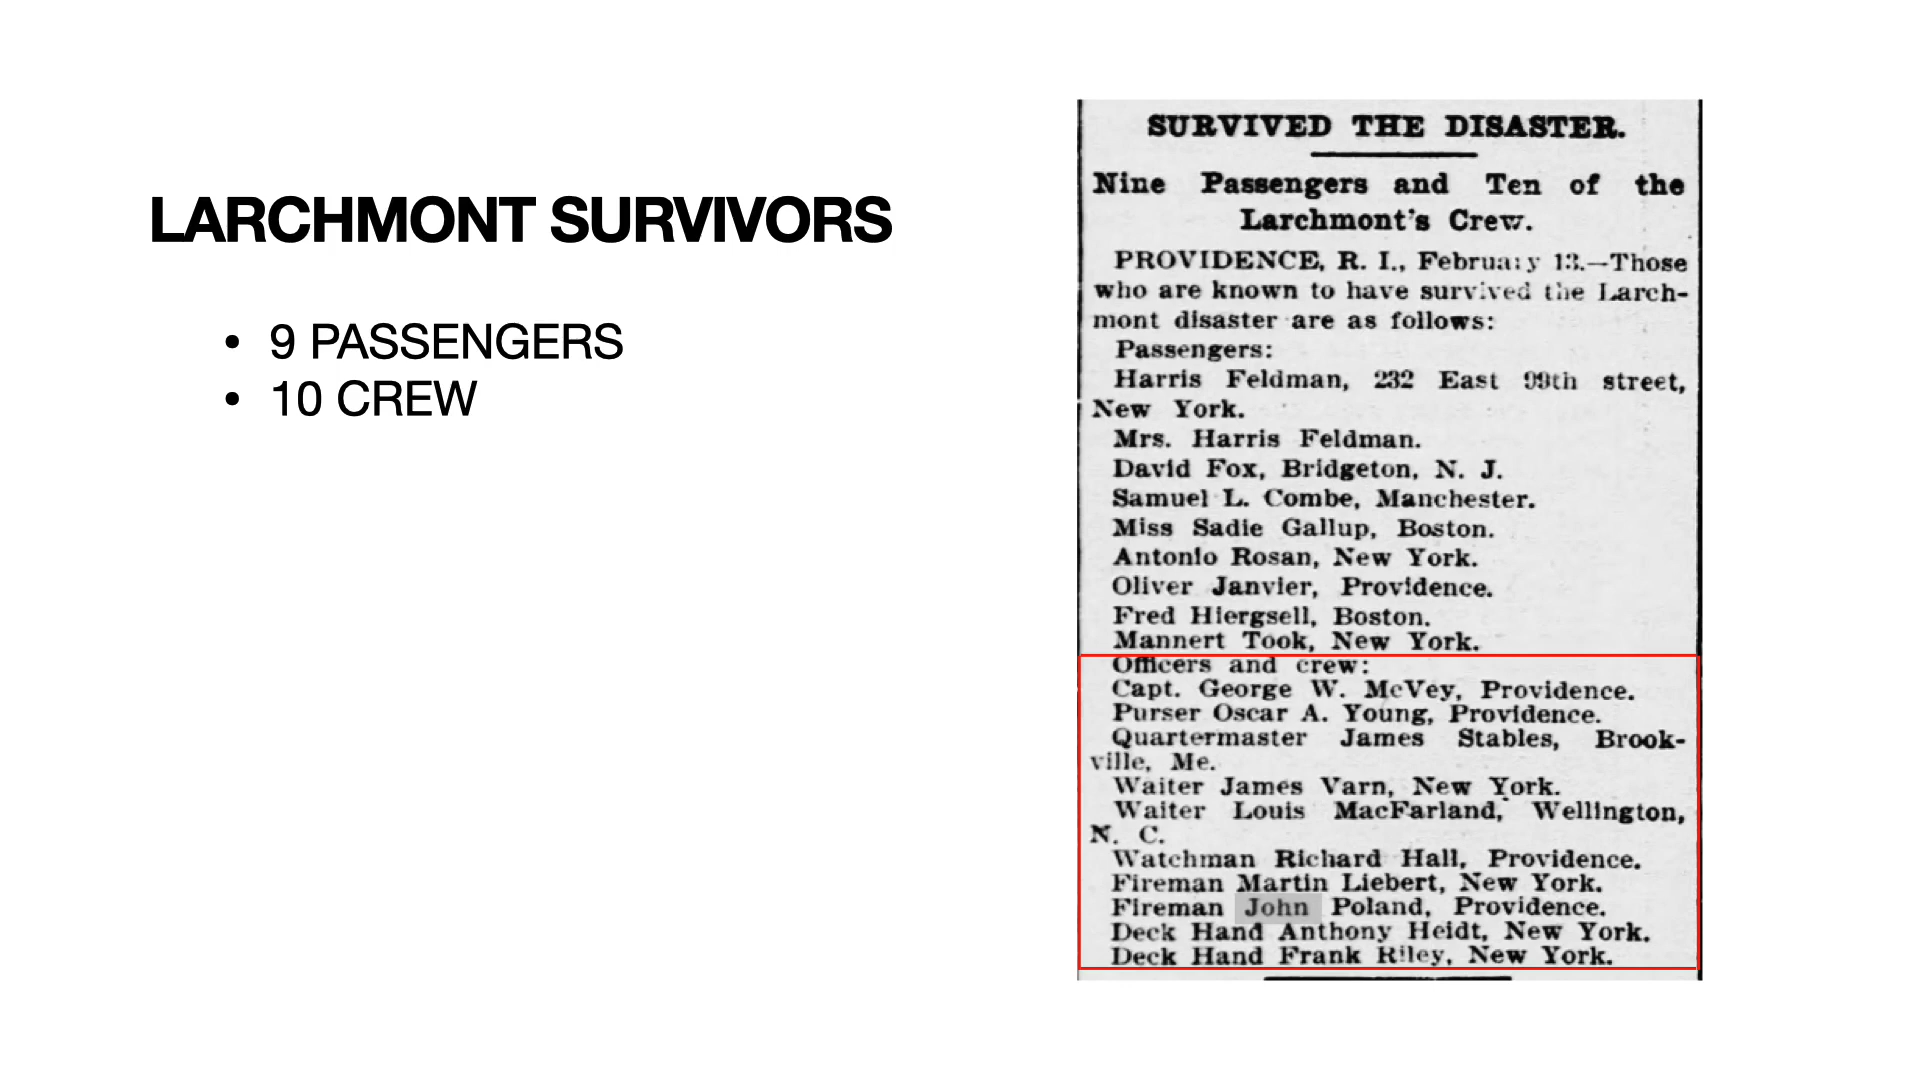 LARCHMONT SURVIVORS
• 9 PASSENGERS
• 10 CREW
SURVIVED THE DISASTER.
Nine Passengers and Ten of the
Larchmont's Crew.
PROVIDENCE, R. I., February 13.—Those
who are known to have survived the Larch-
mont disaster are as follows:
Passengers:
Harris Feldman, 232 East 99th street,
New York.
Mrs. Harris Feldman.
David Fox, Bridgeton, N. J.
Samuel L. Combe, Manchester.
Miss Sadie Gallup, Boston.
Antonio Rosan, New York.
Oliver Janvier, Providence.
Fred Hiergsell, Boston.
Mannert Took, New York.
Officers and crew:
Capt. George W. McVey, Providence.
Purser Oscar A. Young, Providence.
Quartermaster James Stables, Brook-
ville, Me.
Waiter James Varn, New York.
Waiter Louis MacFarland, Wellington,
N. C.
Watchman Richard Hall, Providence.
Fireman Martin Liebert, New York.
Fireman John Poland, Providence.
Deck Hand Anthony Heidt, New York.
Deck Hand Frank Riley, New York.